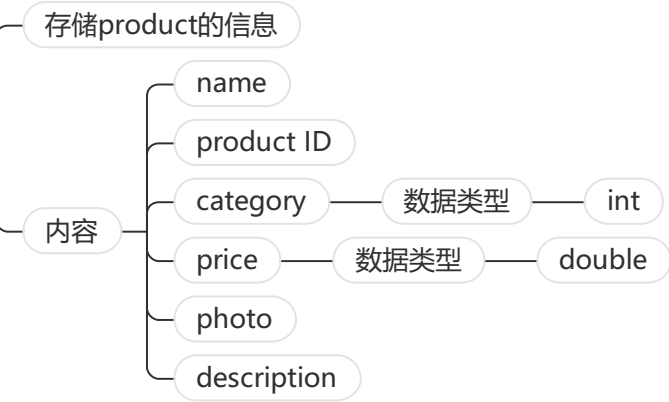 存储product的信息
内容
name
product ID
category 数据类型 int
price 数据类型 double
photo
description